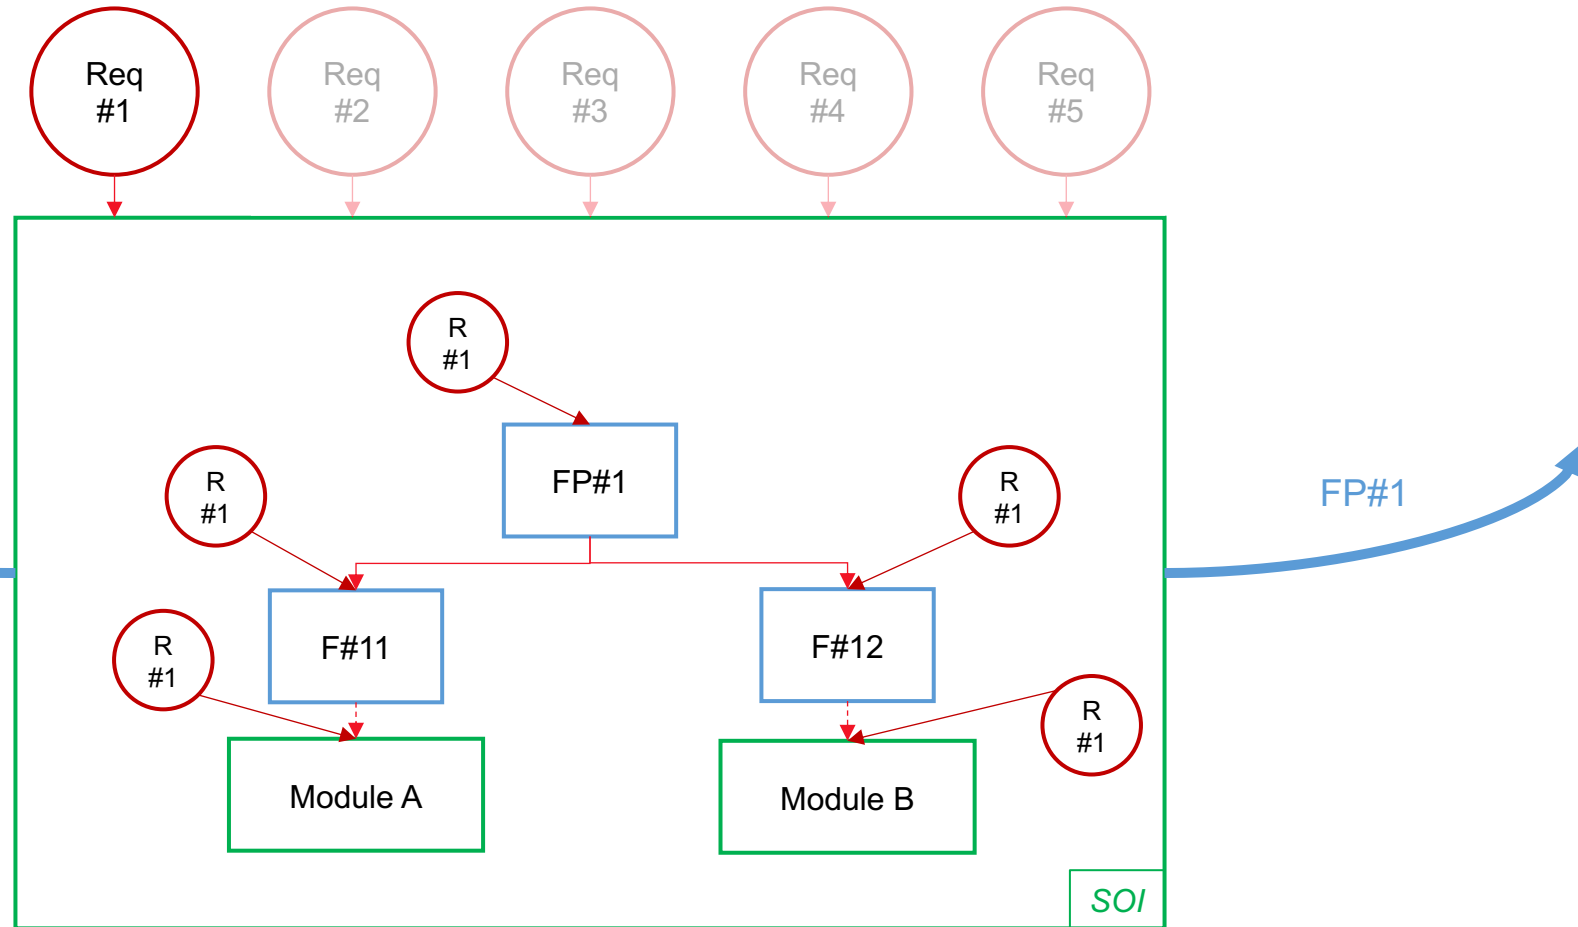 Req
#1
Req
#2
Req
#3
Req
#4
Req
#5
R
#1
FP#1
R
#1
R
#1
FP#1
F#11
F#12
R
#1
R
#1
Module A
Module B
SOI